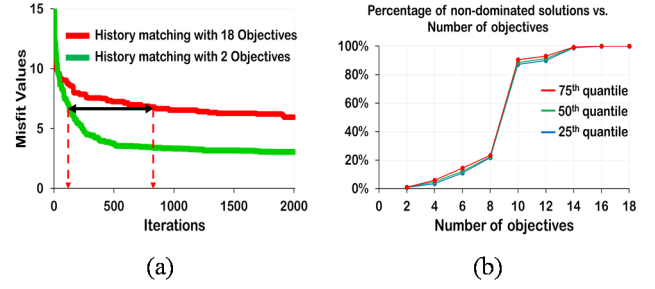 15
10
5
0
Misfit Values
History matching with 18 Objectives
History matching with 2 Objectives
0
500
1000
1500
2000
Iterations
(a)
Percentage of non-dominated solutions vs.
Number of objectives
100%
80%
60%
40%
20%
0%
75th quantile
50th quantile
25th quantile
0 2 4 6 8 10 12 14 16 18
Number of objectives
(b)